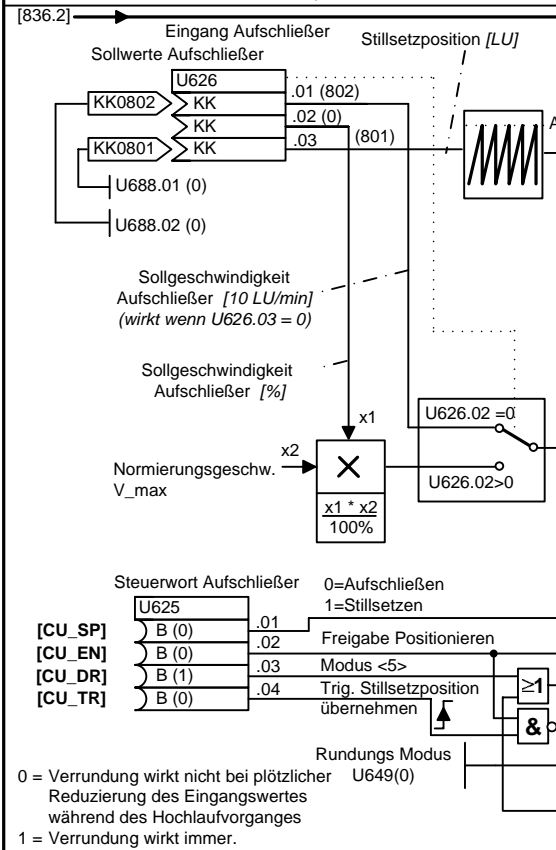 [836.2]
Eingang Aufschließer
Stillsetzposition [LU]
Sollwerte Aufschließer
U626
KK0802
KK
.01 (802)
KK
.02 (0)
KK0801
KK
.03
(801)
A
U688.01 (0)
U688.02 (0)
Sollgeschwindigkeit
Aufschließer [10 LU/min]
(wirkt wenn U626.03 = 0)
Sollgeschwindigkeit
Aufschließer [%]
x1
x2
Normierungsgeschw.
V_max
x1 * x2
100%
U626.02 =0
U626.02>0
Steuerwort Aufschließer
0=Aufschließen
1=Stillsetzen
U625
[CU_SP]
B (0)
.01
[CU_EN]
B (0)
.02
Freigabe Positionieren
[CU_DR]
B (1)
.03
Modus <5>
[CU_TR]
B (0)
.04
Trig. Stillsetzposition
übernehmen
≥1
&
Rundungs Modus
U649(0)
0 = Verrundung wirkt nicht bei plötzlicher
Reduzierung des Eingangswertes
während des Hochlaufvorganges
1 = Verrundung wirkt immer.